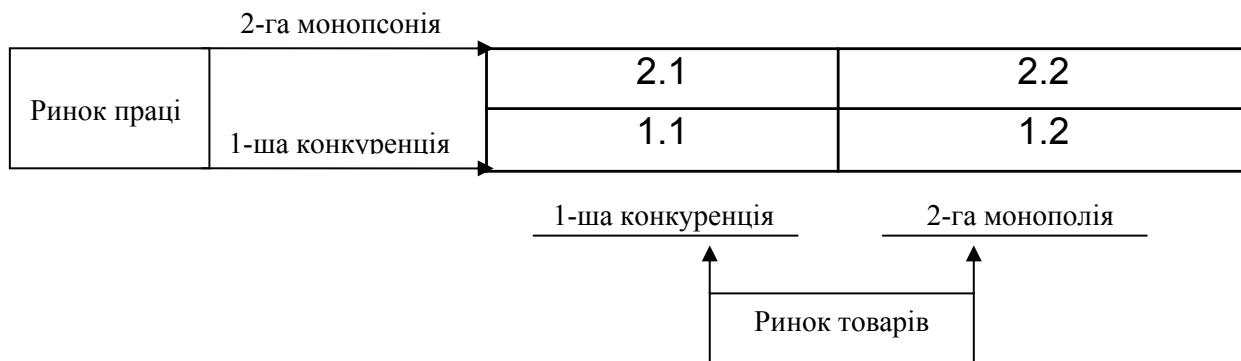 2-га монопсонія
2.1 2.2
Ринок праці
1-ша конкуренція
1.1 1.2
1-ша конкуренція 2-га монополія
Ринок товарів